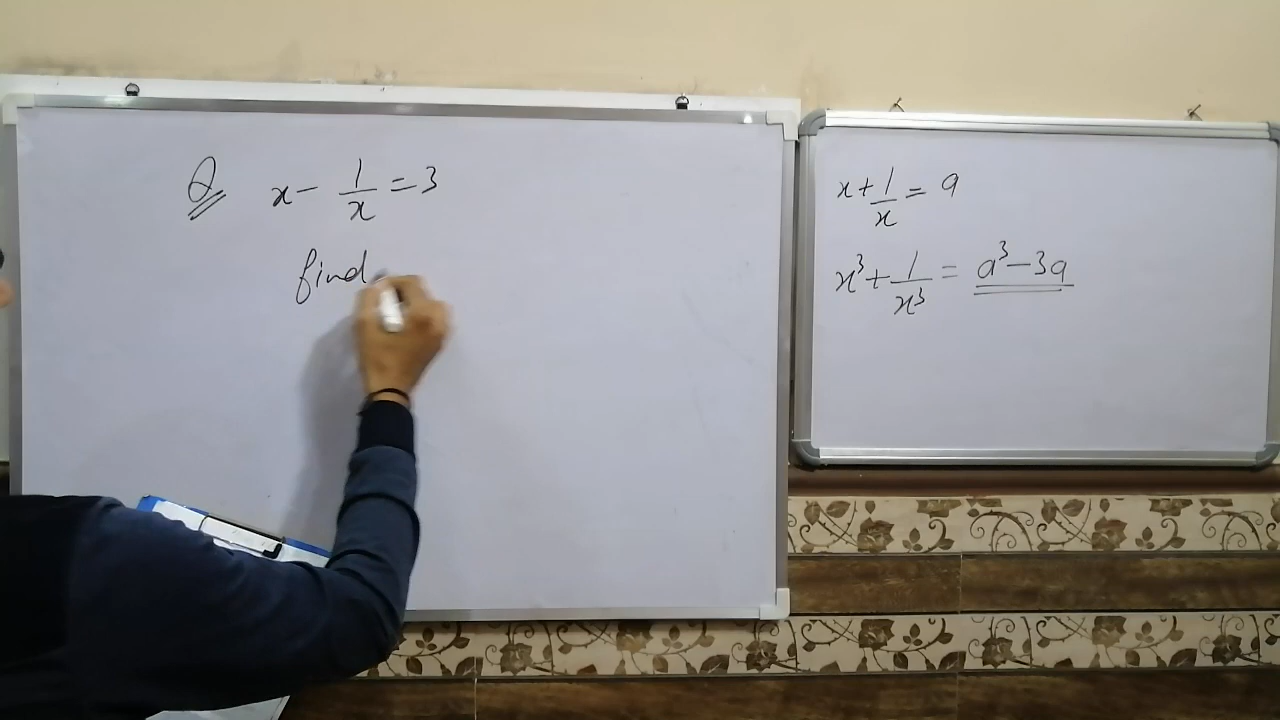 Q x - 1/x = 3
find
x + 1/x = a
x³ + 1/x³ = a³ - 3a